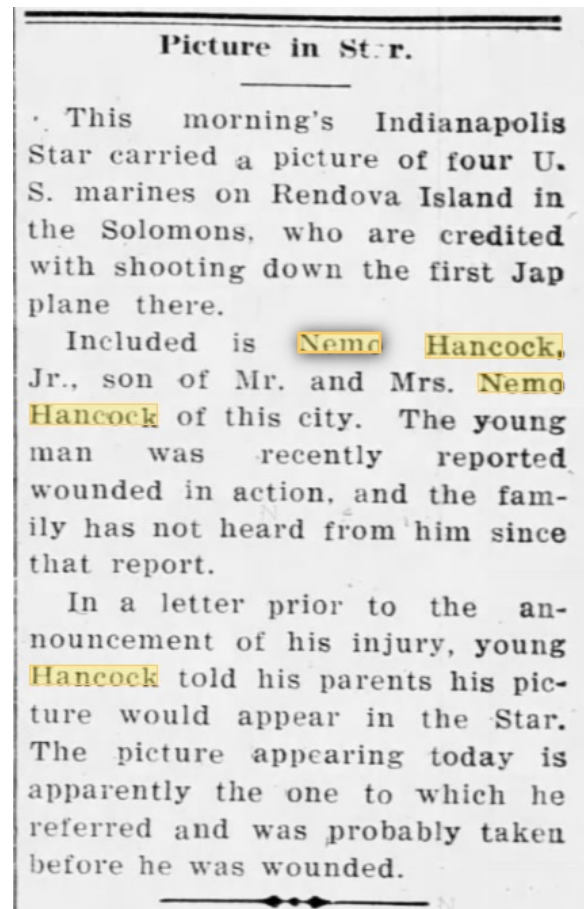 Picture in Star.
This morning's Indianapolis
Star carried a picture of four U.
S. marines on Rendova Island in
the Solomons, who are credited
with shooting down the first Jap
plane there.
Included is Nemo Hancock,
Jr., son of Mr. and Mrs. Nemo
Hancock of this city. The young
man was recently reported
wounded in action, and the fam-
ily has not heard from him since
that report.
In a letter prior to the an-
nouncement of his injury, young
Hancock told his parents his pic-
ture would appear in the Star.
The picture appearing today is
apparently the one to which he
referred and was probably taken
before he was wounded.